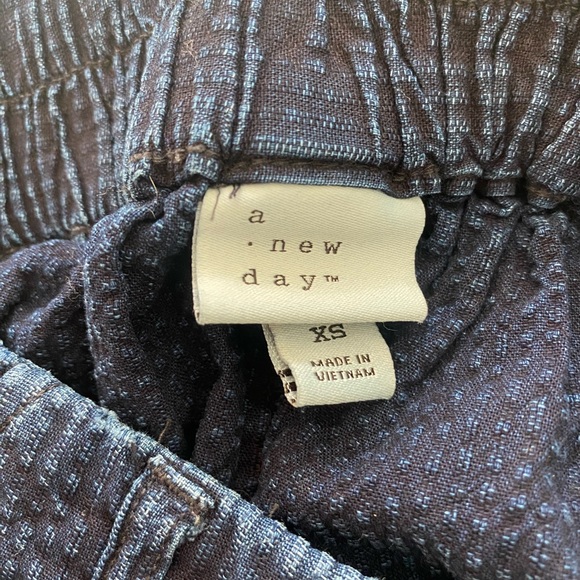 a
· new
day™
XS
MADE IN
VIETNAM